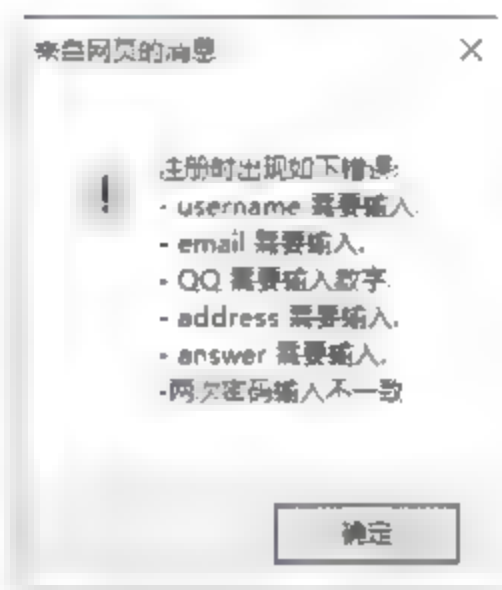 来自网页的消息
注册时出现如下错误:
- username 需要输入.
- email 需要输入.
- QQ 需要输入数字.
- address 需要输入.
- answer 需要输入.
-两次密码输入不一致
确定